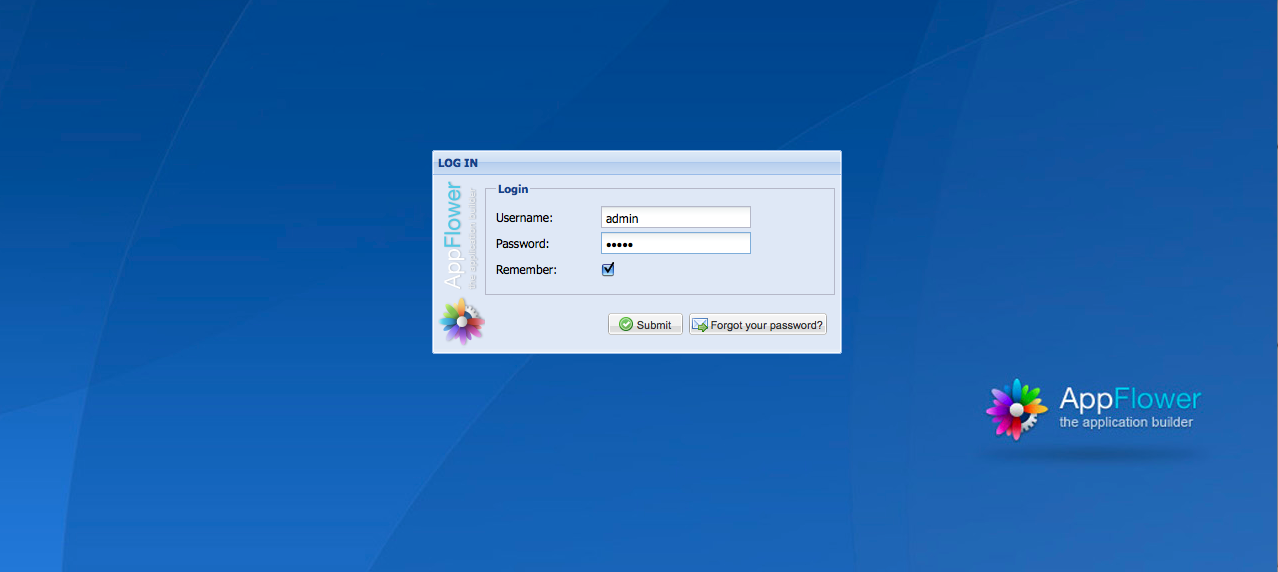 LOG IN
AppFlower
the application builder
Login
Username:
admin
Password:
•••••
Remember:
Submit
Forgot your password?
AppFlower
the application builder